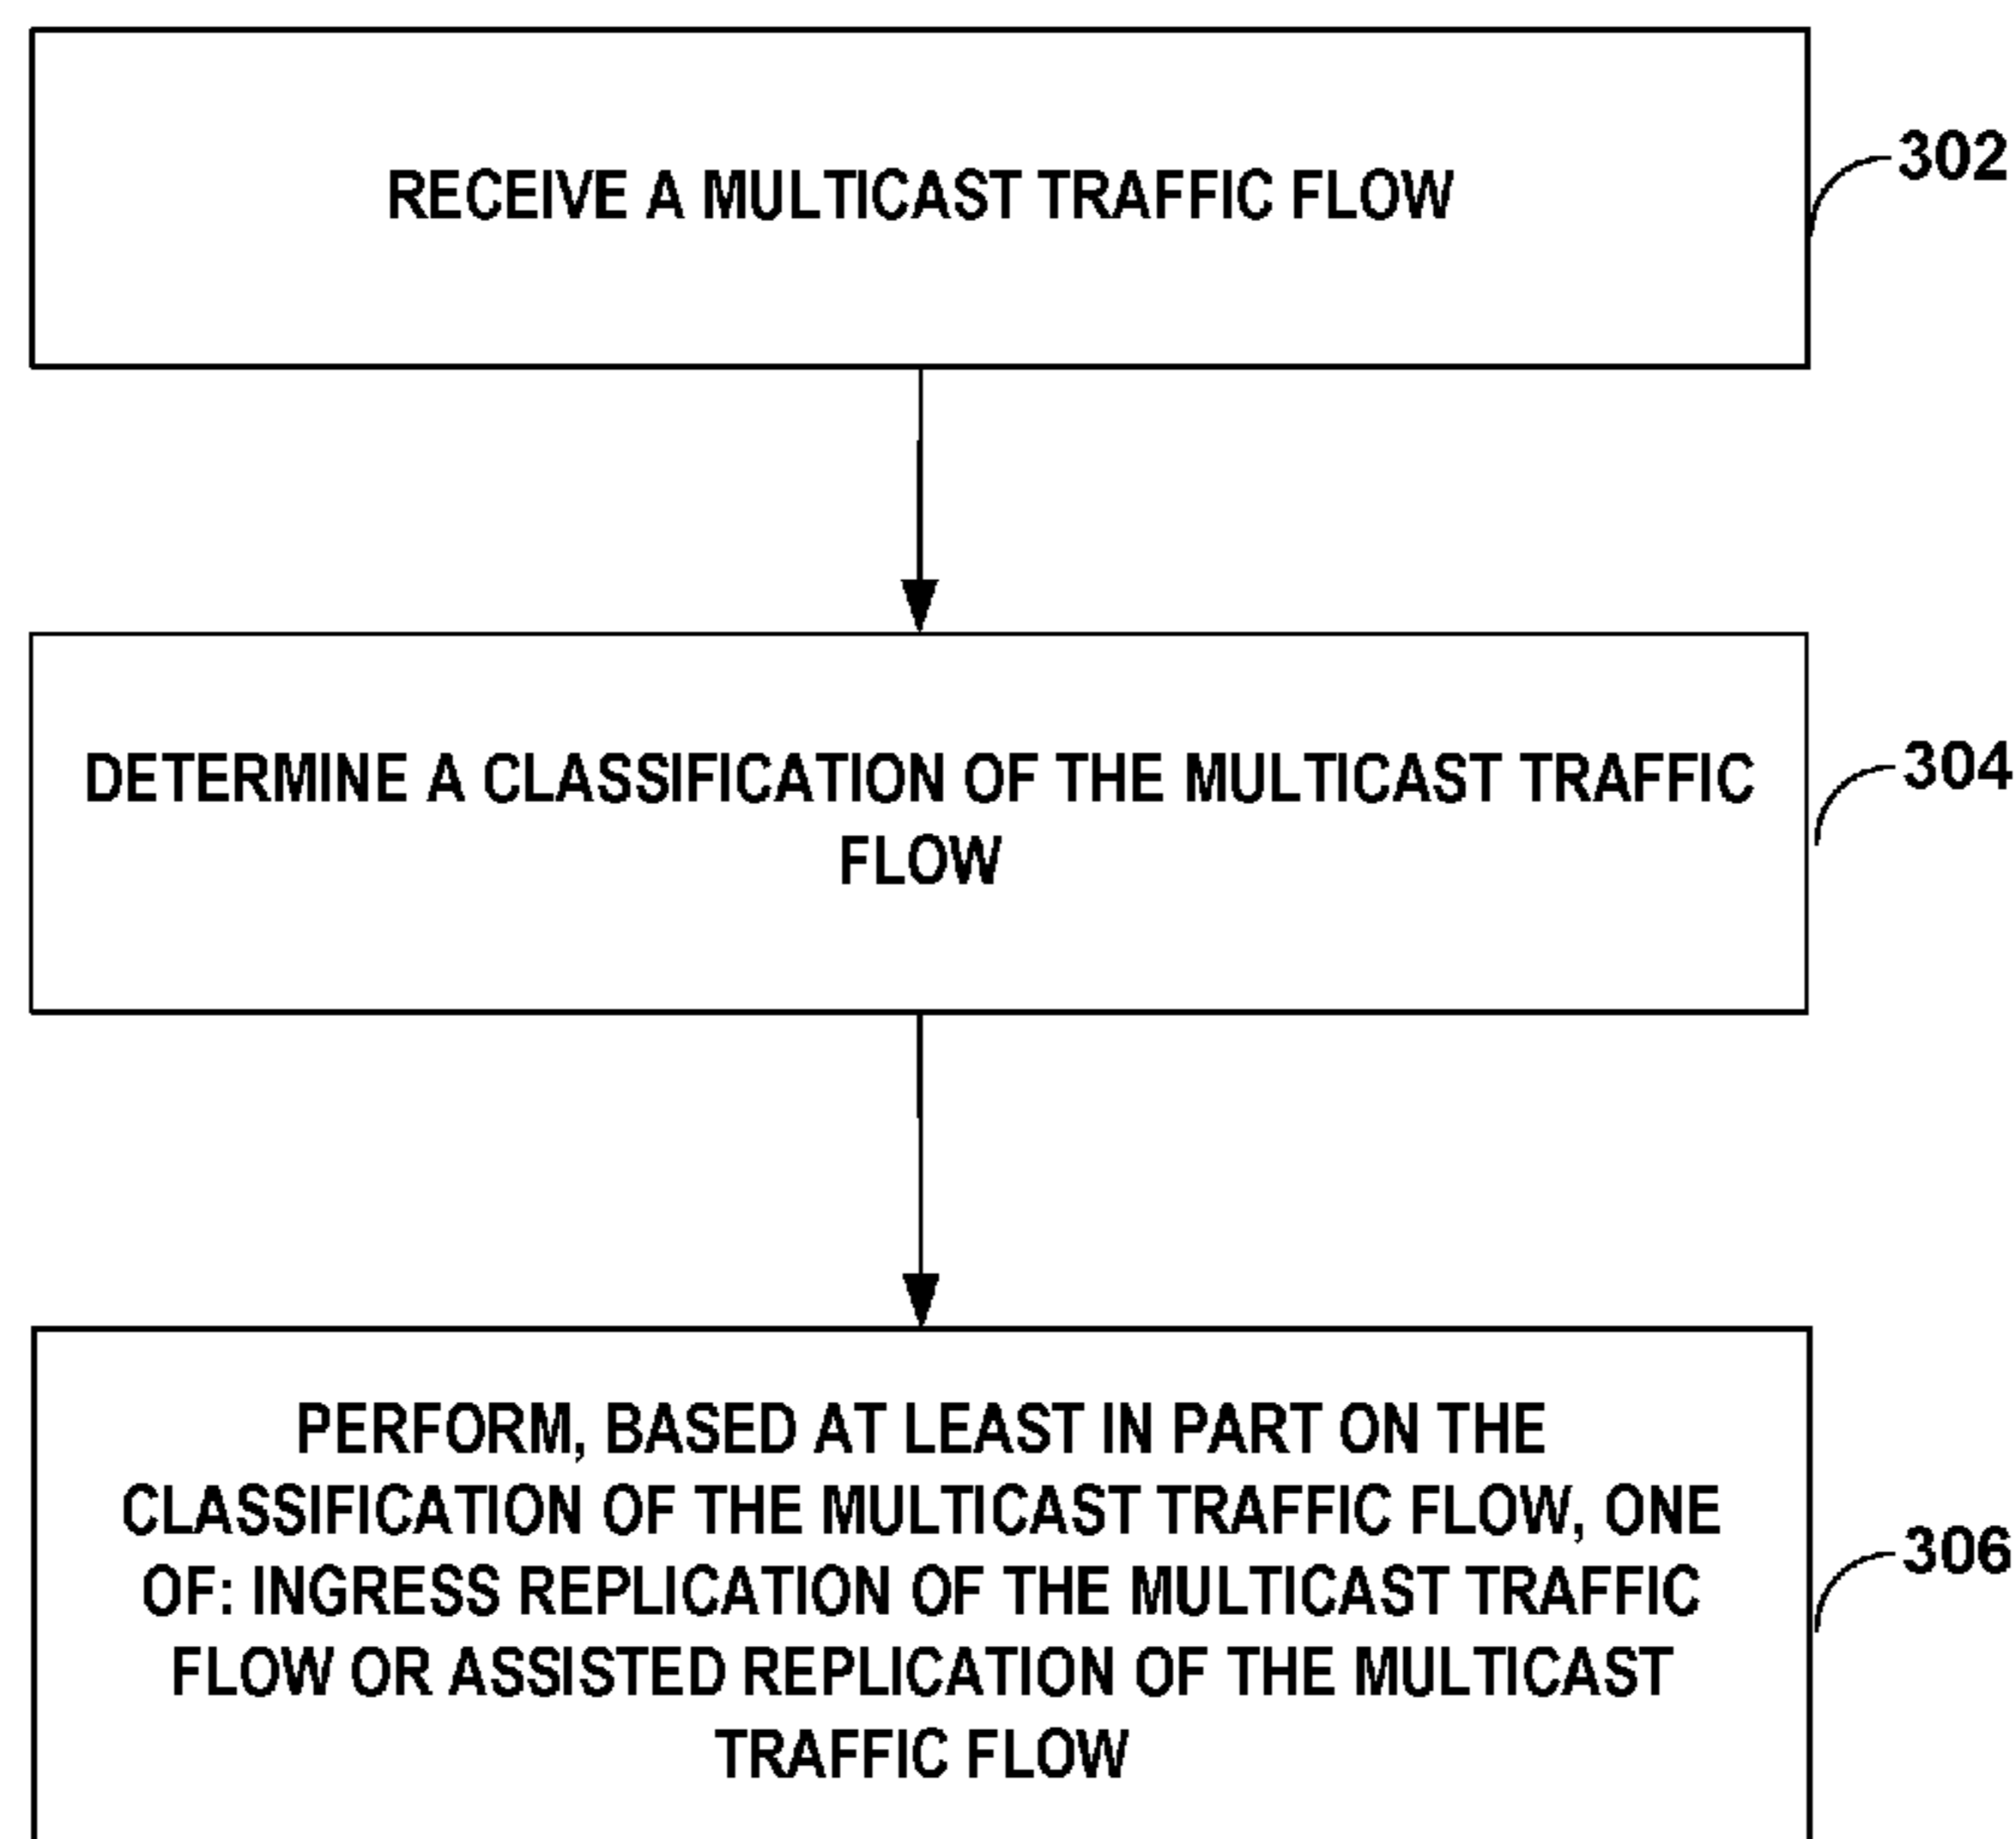 RECEIVE A MULTICAST TRAFFIC FLOW
302
DETERMINE A CLASSIFICATION OF THE MULTICAST TRAFFIC
FLOW
304
PERFORM, BASED AT LEAST IN PART ON THE
CLASSIFICATION OF THE MULTICAST TRAFFIC FLOW, ONE
OF: INGRESS REPLICATION OF THE MULTICAST TRAFFIC
FLOW OR ASSISTED REPLICATION OF THE MULTICAST
TRAFFIC FLOW
306